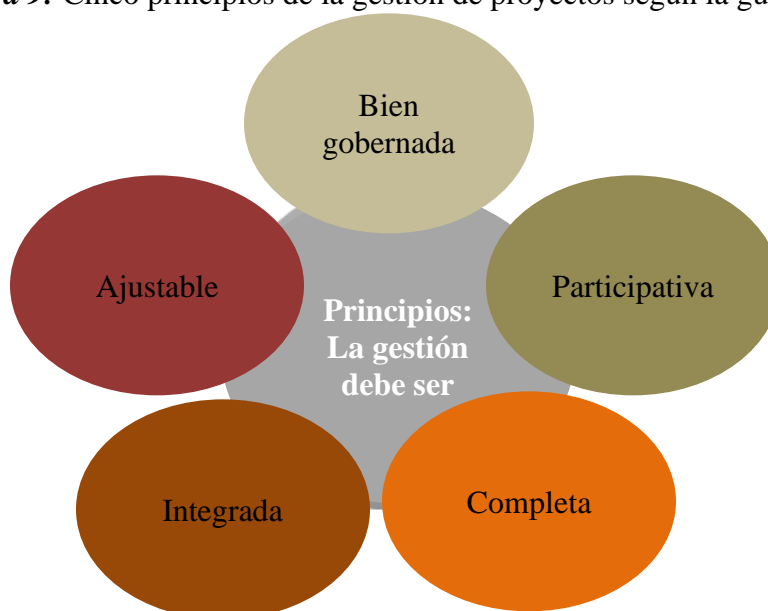 9. Cinco principios de la gestión de proyectos según la
Bien
gobernada
Ajustable
Participativa
Principios:
La gestión
debe ser
Integrada
Completa